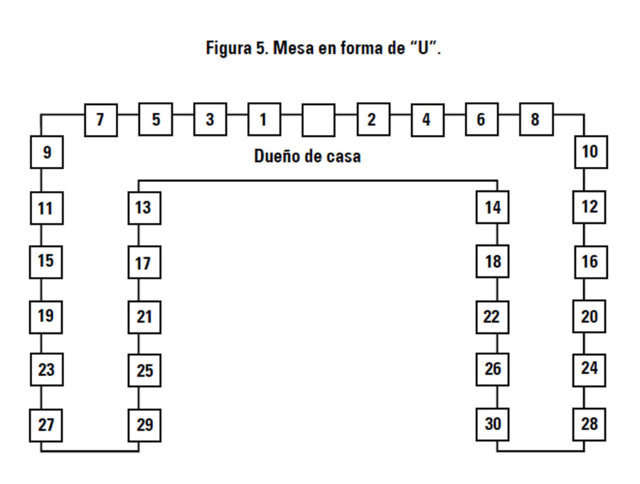 Figura 5. Mesa en forma de “U”.
7 5 3 1 2 4 6 8
Dueño de casa
9 10
11 13 14 12
15 17 18 16
19 21 22 20
23 25 26 24
27 29 30 28